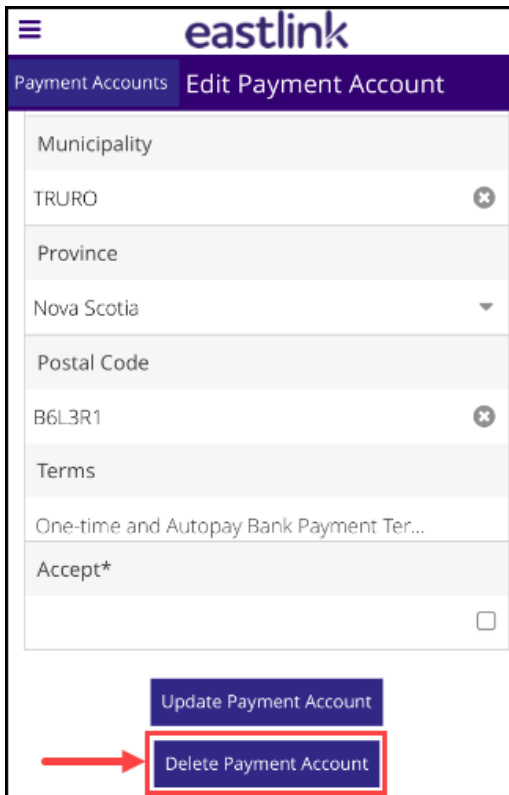 eastlink
Payment Accounts Edit Payment Account
Municipality
TRURO
Province
Nova Scotia
Postal Code
B6L3R1
Terms
One-time and Autopay Bank Payment Ter...
Accept*
Update Payment Account
Delete Payment Account